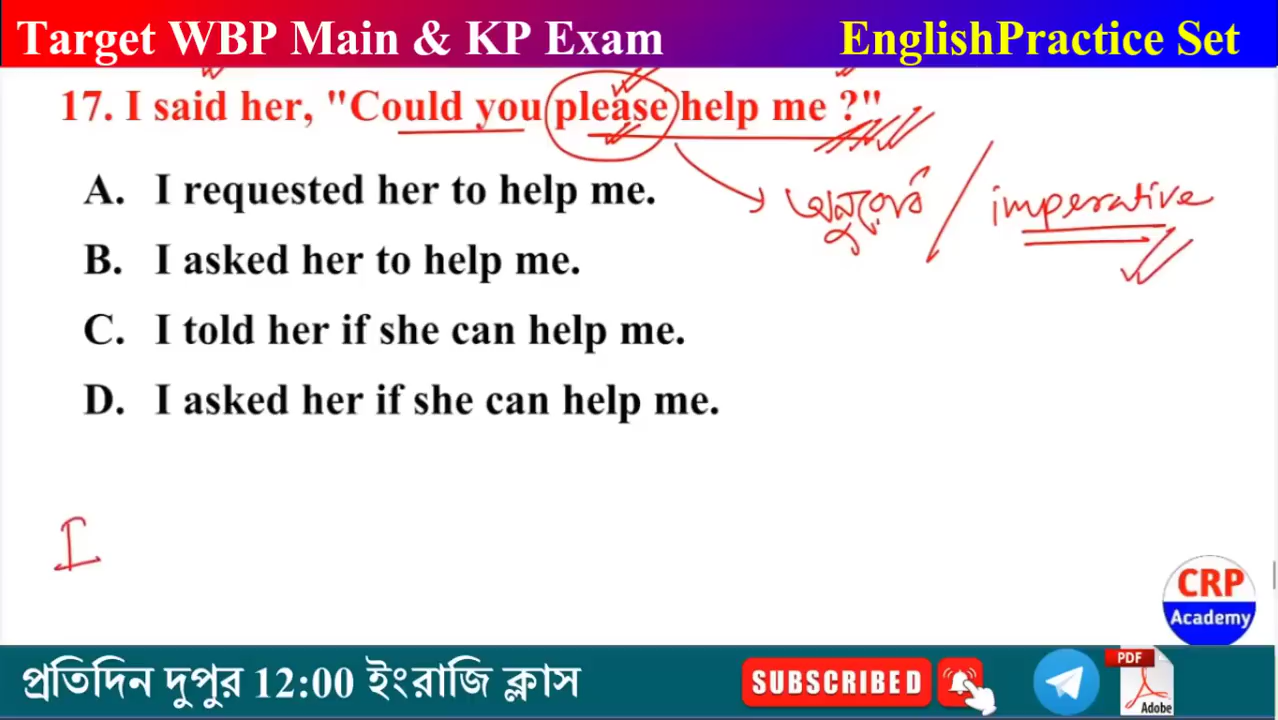 Target WBP Main & KP Exam EnglishPractice Set
17. I said her, "Could you please help me ?"
A. I requested her to help me.
অনুরোধ / imperative
B. I asked her to help me.
C. I told her if she can help me.
D. I asked her if she can help me.
I
CRP
Academy
প্রতিদিন দুপুর 12:00 ইংরাজি ক্লাস
SUBSCRIBED
PDF
Adobe